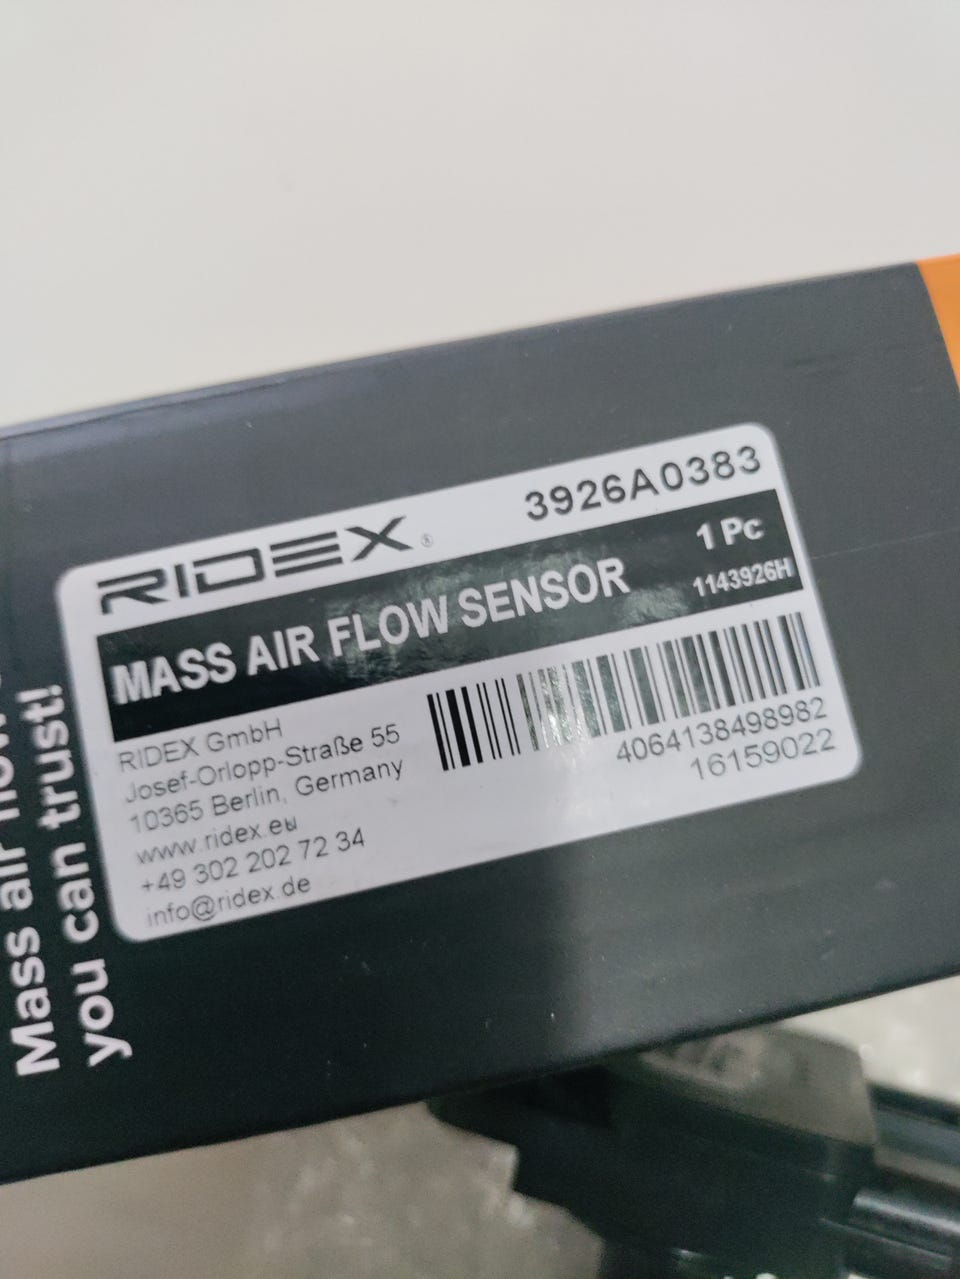 RIDEX®
3926A0383
MASS AIR FLOW SENSOR
1 Pc
1143926H
RIDEX GmbH
Josef-Orlopp-Straße 55
10365 Berlin, Germany
www.ridex.eu
+49 302 202 72 34
info@ridex.de
4064138498982
16159022
Mass air
you can trust!